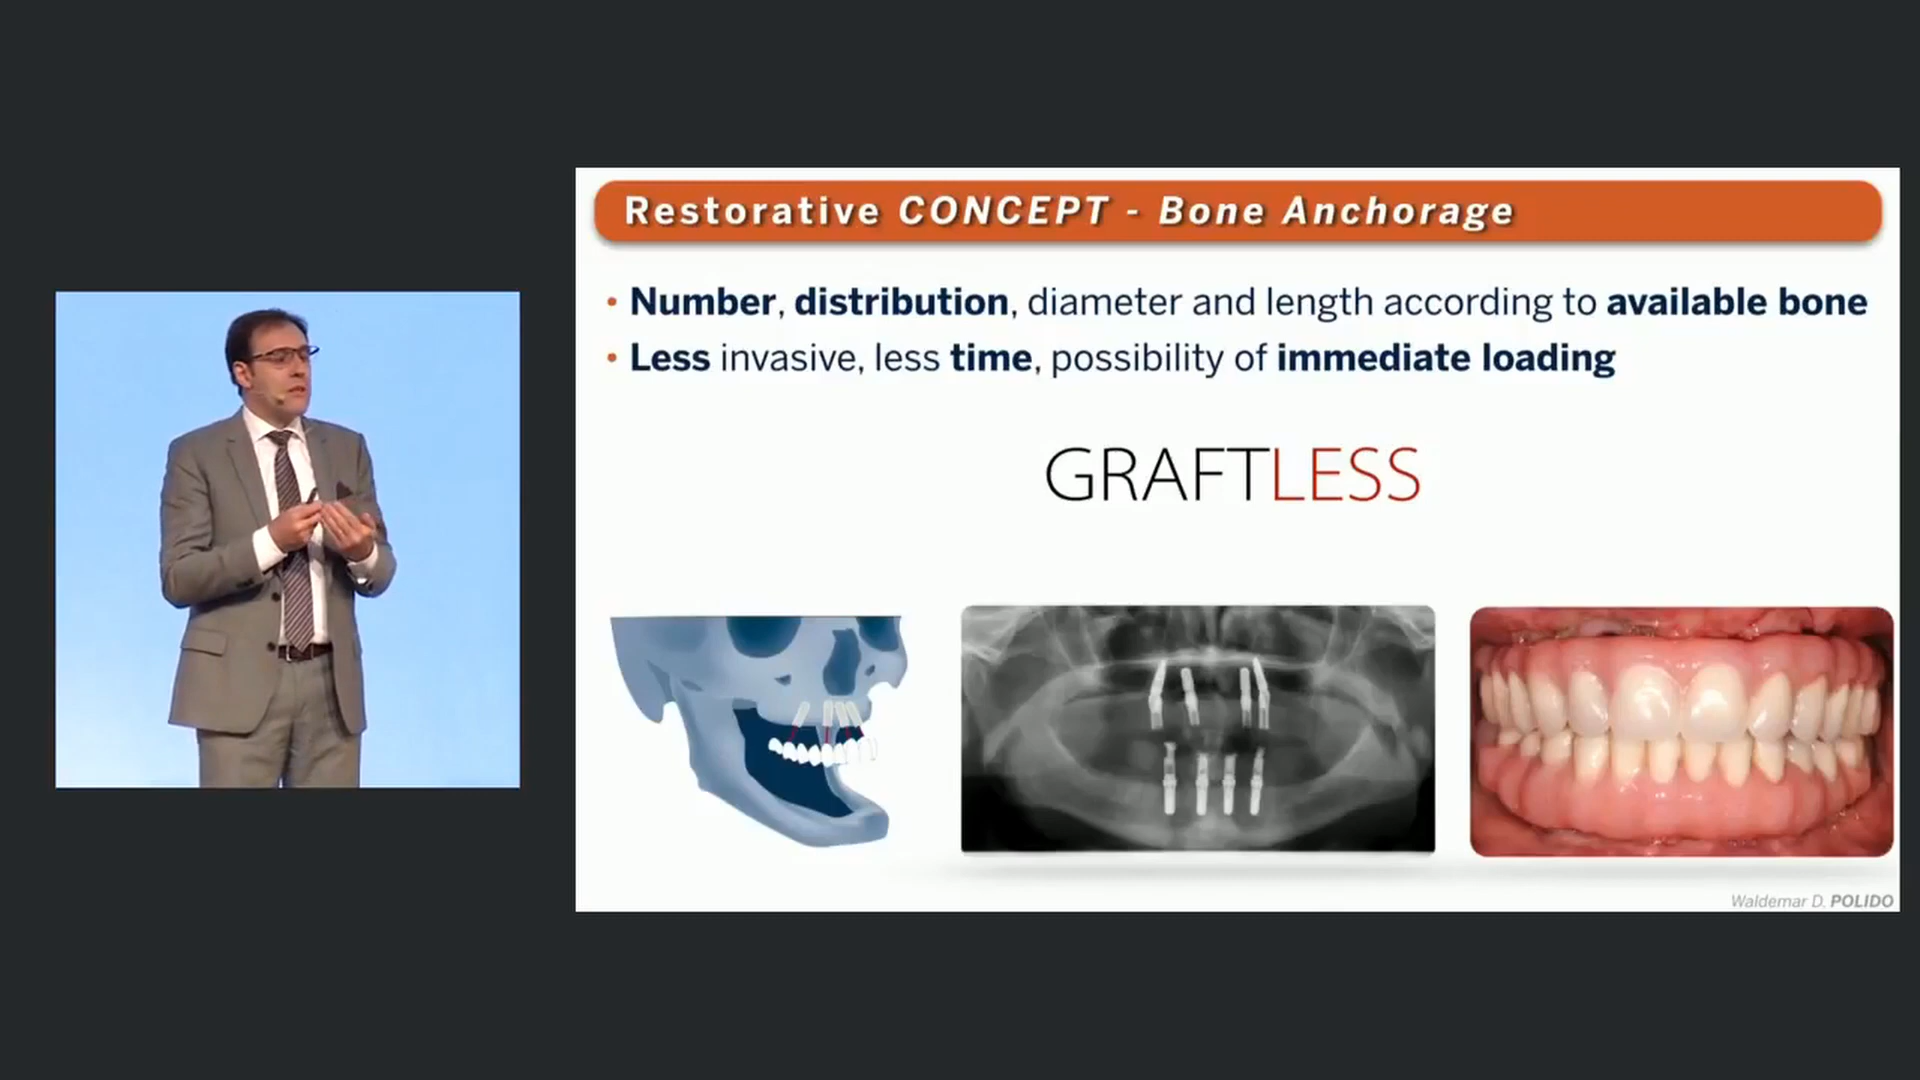 Restorative CONCEPT - Bone Anchorage
• Number, distribution, diameter and length according to available bone
• Less invasive, less time, possibility of immediate loading
GRAFTLESS
Waldemar D. POLIDO